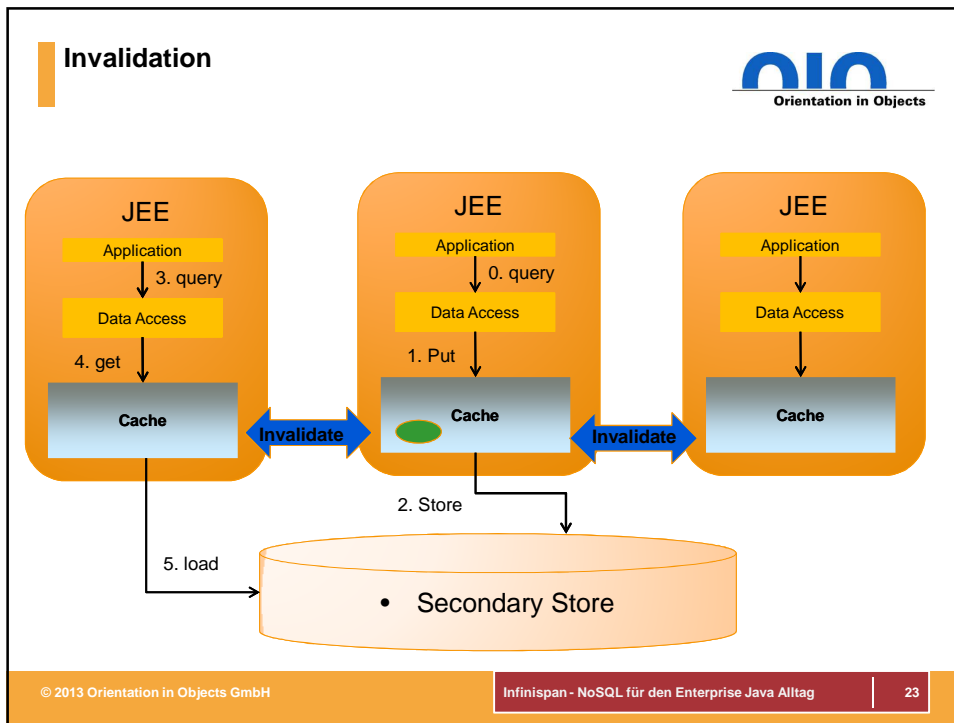 Invalidation
OIO
Orientation in Objects
JEE
Application
3. query
Data Access
4. get
Cache
Invalidate
JEE
Application
0. query
Data Access
1. Put
Cache
Invalidate
JEE
Application
Data Access
Cache
2. Store
5. load
• Secondary Store
© 2013 Orientation in Objects GmbH
Infinispan - NoSQL für den Enterprise Java Alltag
23